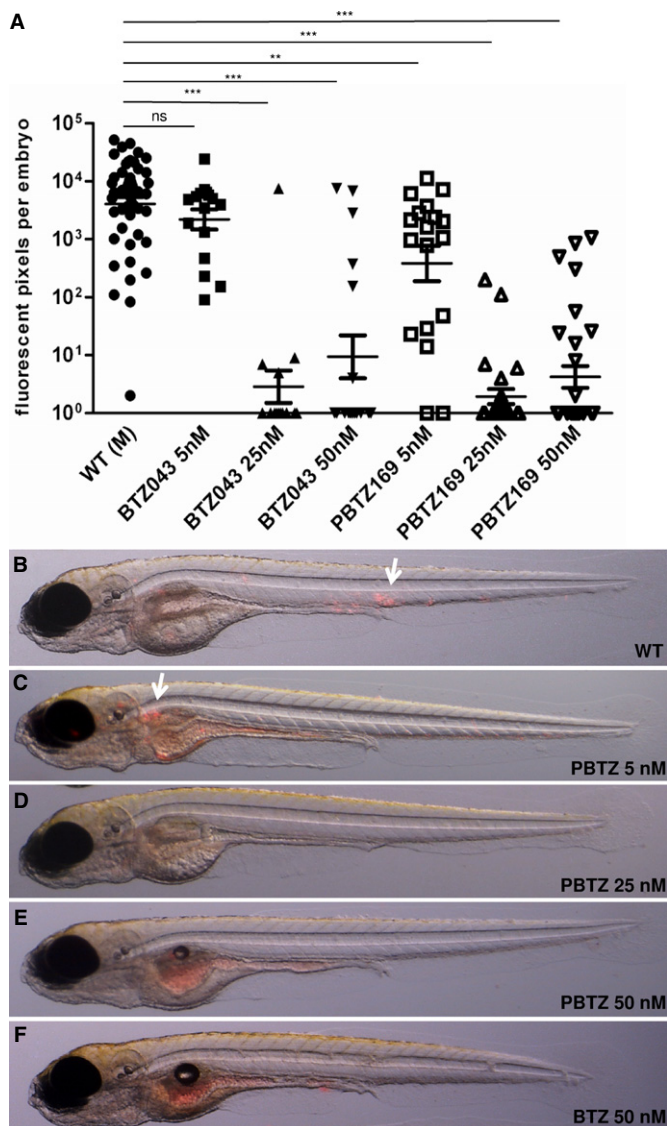 A
***
***
**
***
***
ns
fluorescent pixels per embryo
10^5
10^4
10^3
10^2
10^1
10^0
WT (M)
BTZ043 5nM
BTZ043 25nM
BTZ043 50nM
PBTZ169 5nM
PBTZ169 25nM
PBTZ169 50nM
B
WT
C
PBTZ 5 nM
D
PBTZ 25 nM
E
PBTZ 50 nM
F
BTZ 50 nM